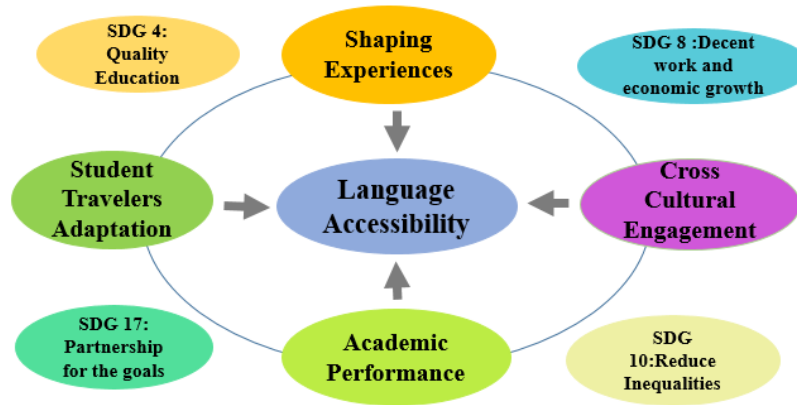 SDG 4:
Quality
Education
Shaping
Experiences
SDG 8 :Decent
work and
economic growth
Student
Travelers
Adaptation
Language
Accessibility
Cross
Cultural
Engagement
SDG 17:
Partnership
for the goals
Academic
Performance
SDG
10:Reduce
Inequalities